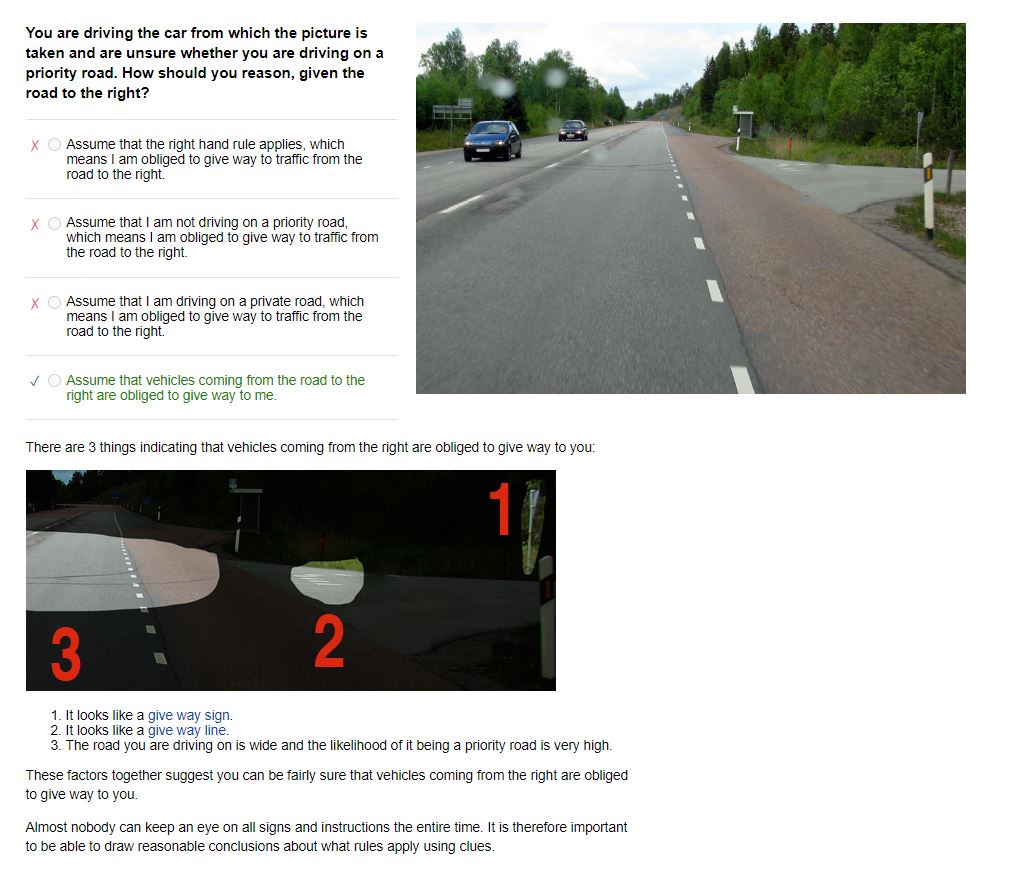 You are driving the car from which the picture is
taken and are unsure whether you are driving on a
priority road. How should you reason, given the
road to the right?
X Assume that the right hand rule applies, which
means I am obliged to give way to traffic from the
road to the right.
X Assume that I am not driving on a priority road,
which means I am obliged to give way to traffic from
the road to the right.
X Assume that I am driving on a private road, which
means I am obliged to give way to traffic from the
road to the right.
✓ Assume that vehicles coming from the road to the
right are obliged to give way to me.
There are 3 things indicating that vehicles coming from the right are obliged to give way to you:
1
2
3
1. It looks like a give way sign.
2. It looks like a give way line.
3. The road you are driving on is wide and the likelihood of it being a priority road is very high.
These factors together suggest you can be fairly sure that vehicles coming from the right are obliged
to give way to you.
Almost nobody can keep an eye on all signs and instructions the entire time. It is therefore important
to be able to draw reasonable conclusions about what rules apply using clues.